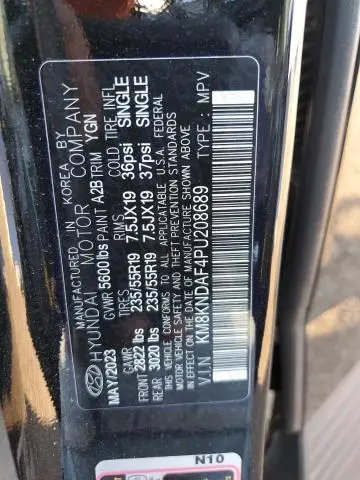 MANUFACTURED IN KOREA BY
HYUNDAI MOTOR COMPANY
MAY/2023 GVWR 5600 lbs PAINT A2B TRIM YGN
GAWR TIRES RIMS COLD TIRE INFL
FRONT 2822 lbs 235/55R19 7.5JX19 36psi SINGLE
REAR 3020 lbs 235/55R19 7.5JX19 37psi SINGLE
THIS VEHICLE CONFORMS TO ALL APPLICABLE U.S.A. FEDERAL
MOTOR VEHICLE SAFETY, BUMPER AND THEFT PREVENTION STANDARDS
IN EFFECT ON THE DATE OF MANUFACTURE SHOWN ABOVE
V.I.N KM8KNDAF4PU208689 TYPE: MPV
N10